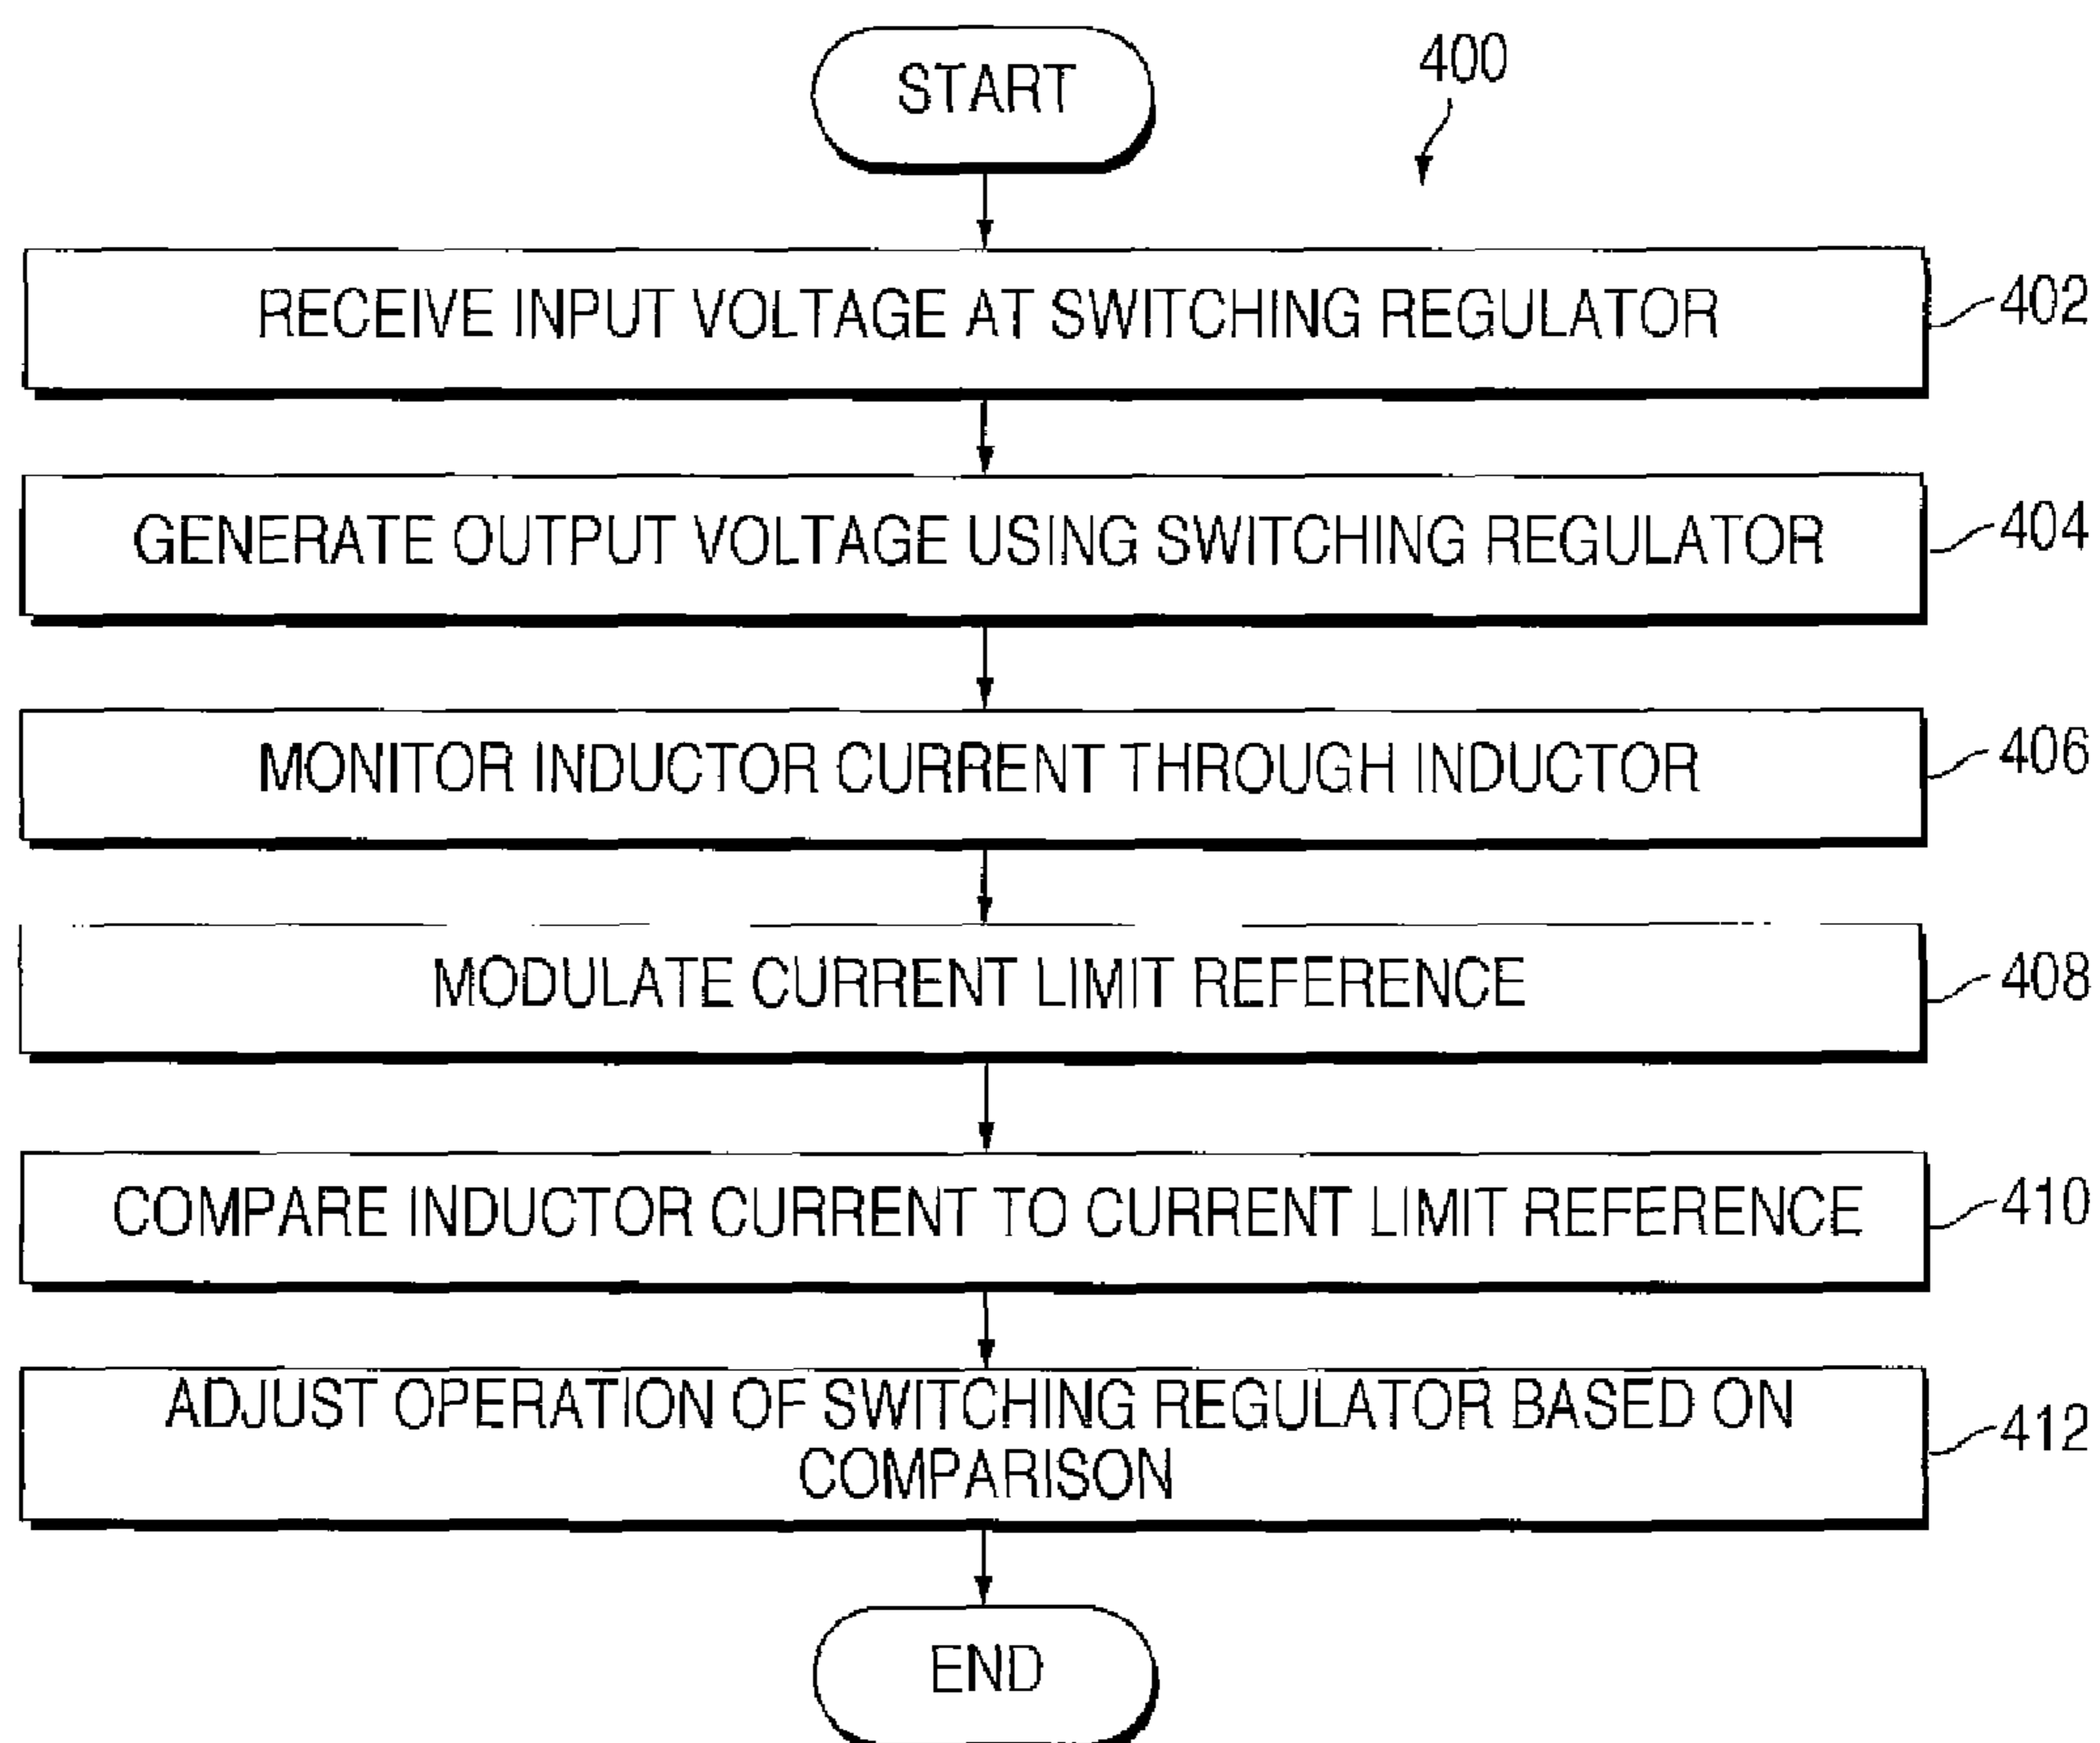 START
400
RECEIVE INPUT VOLTAGE AT SWITCHING REGULATOR
402
GENERATE OUTPUT VOLTAGE USING SWITCHING REGULATOR
404
MONITOR INDUCTOR CURRENT THROUGH INDUCTOR
406
MODULATE CURRENT LIMIT REFERENCE
408
COMPARE INDUCTOR CURRENT TO CURRENT LIMIT REFERENCE
410
ADJUST OPERATION OF SWITCHING REGULATOR BASED ON
COMPARISON
412
END